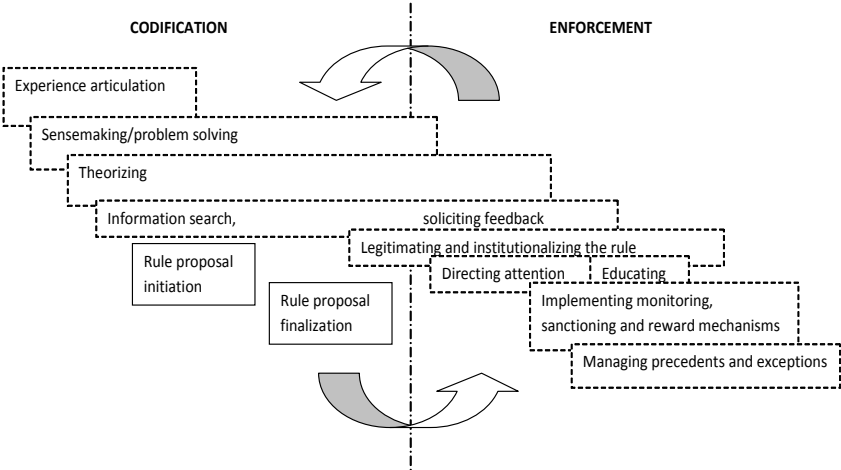 CODIFICATION
ENFORCEMENT
Experience articulation
Sensemaking/problem solving
Theorizing
Information search, soliciting feedback
Legitimating and institutionalizing the rule
Rule proposal
initiation
Directing attention
Educating
Rule proposal
finalization
Implementing monitoring,
sanctioning and reward mechanisms
Managing precedents and exceptions